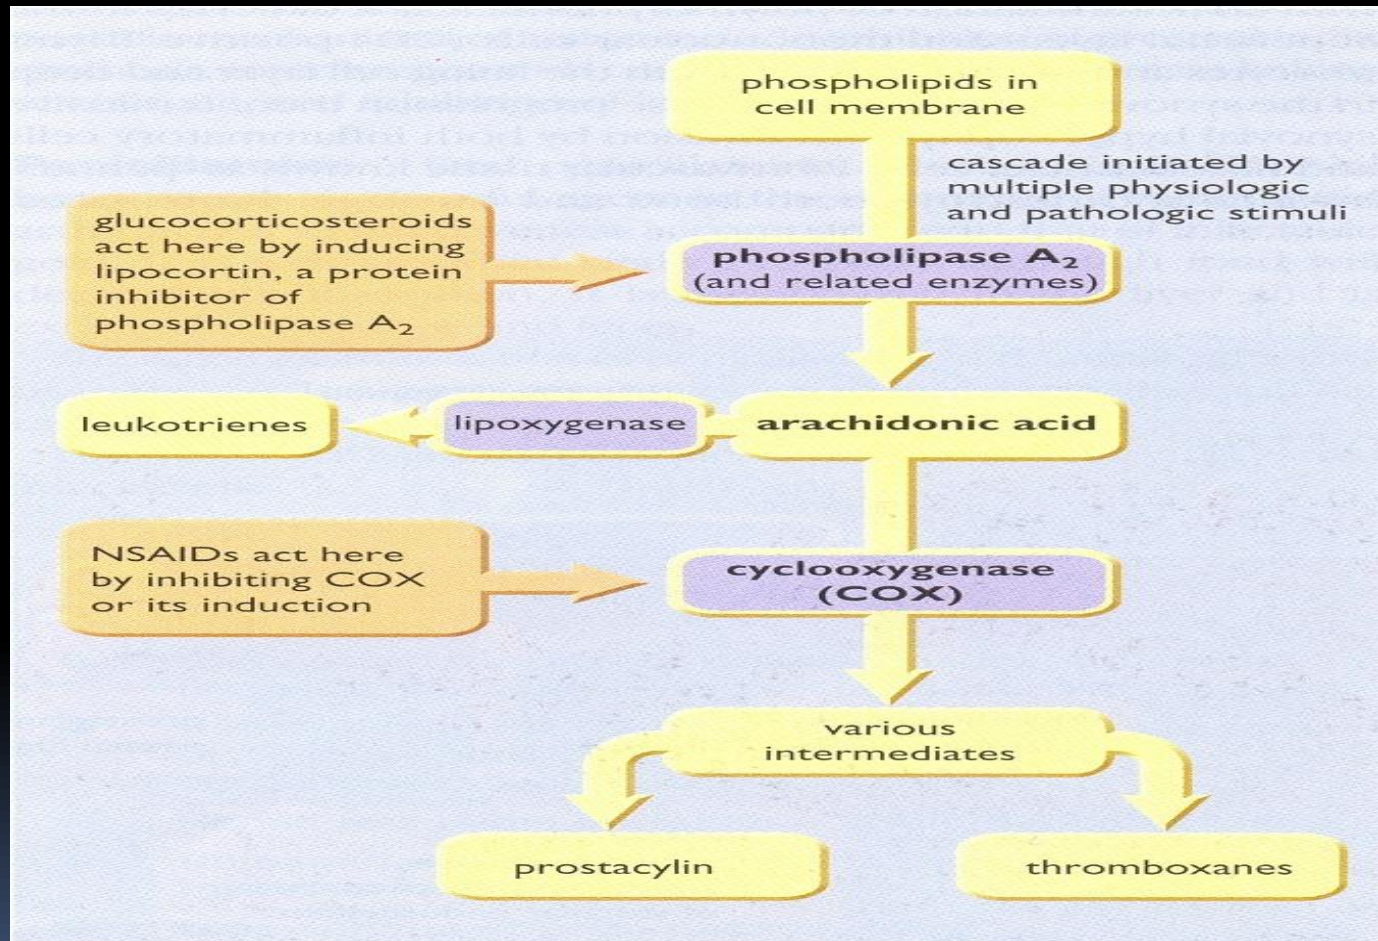 phospholipids in
cell membrane
cascade initiated by
multiple physiologic
and pathologic stimuli
glucocorticosteroids
act here by inducing
lipocortin, a protein
inhibitor of
phospholipase A₂
phospholipase A₂
(and related enzymes)
leukotrienes
lipoxygenase
arachidonic acid
NSAIDs act here
by inhibiting COX
or its induction
cyclooxygenase
(COX)
various
intermediates
prostacylin
thromboxanes